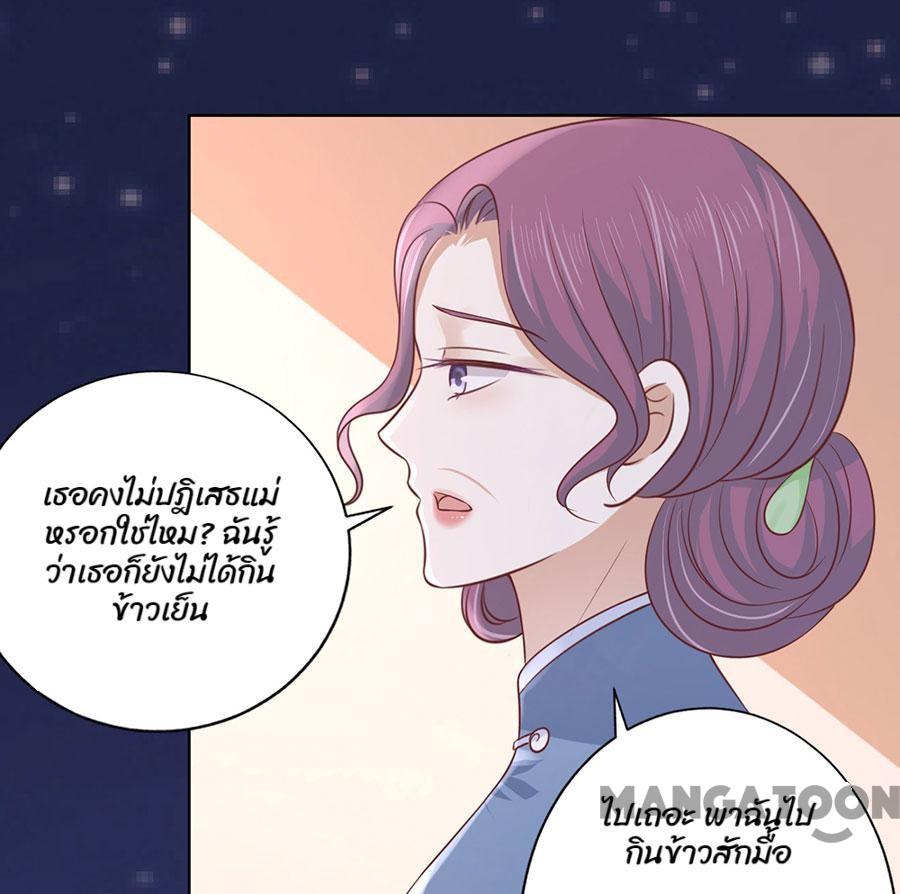 เธอคงไม่ปฎิเสธแม่
หรอกใช่ไหม? ฉันรู้
ว่าเธอก็ยังไม่ได้กิน
ข้าวเย็น
ไปเถอะ พาฉันไป
กินข้าวสักมื้อ
MANGATOON